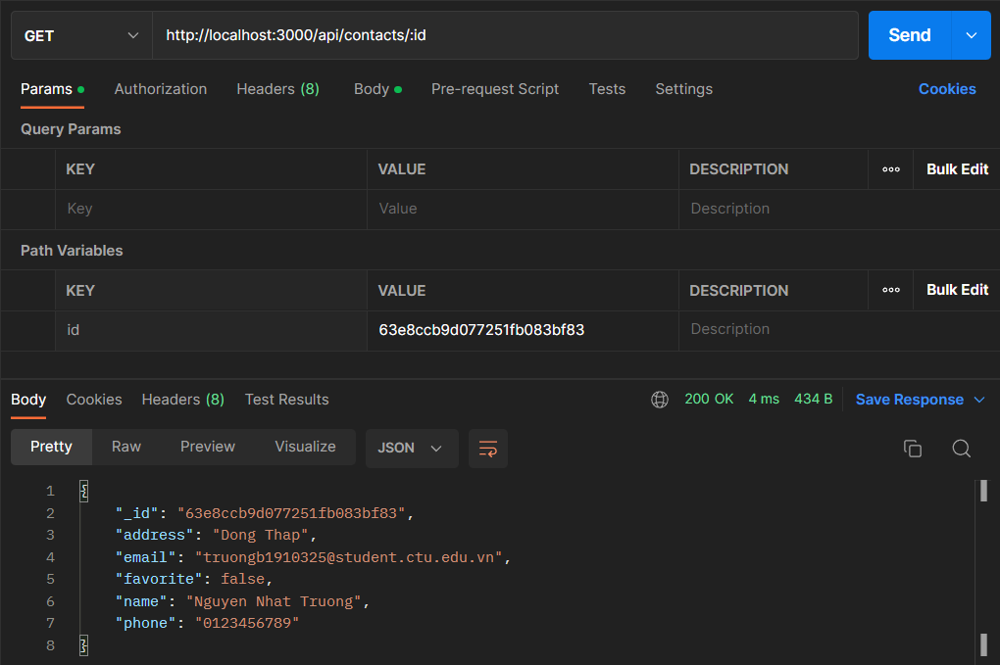 GET http://localhost:3000/api/contacts/:id Send
Params Authorization Headers (8) Body Pre-request Script Tests Settings Cookies
Query Params
KEY VALUE DESCRIPTION Bulk Edit
Key Value Description
Path Variables
KEY VALUE DESCRIPTION Bulk Edit
id 63e8ccb9d077251fb083bf83 Description
Body Cookies Headers (8) Test Results 200 OK 4 ms 434 B Save Response
Pretty Raw Preview Visualize JSON
1 {
2 "_id": "63e8ccb9d077251fb083bf83",
3 "address": "Dong Thap",
4 "email": "truongb1910325@student.ctu.edu.vn",
5 "favorite": false,
6 "name": "Nguyen Nhat Truong",
7 "phone": "0123456789"
8 }